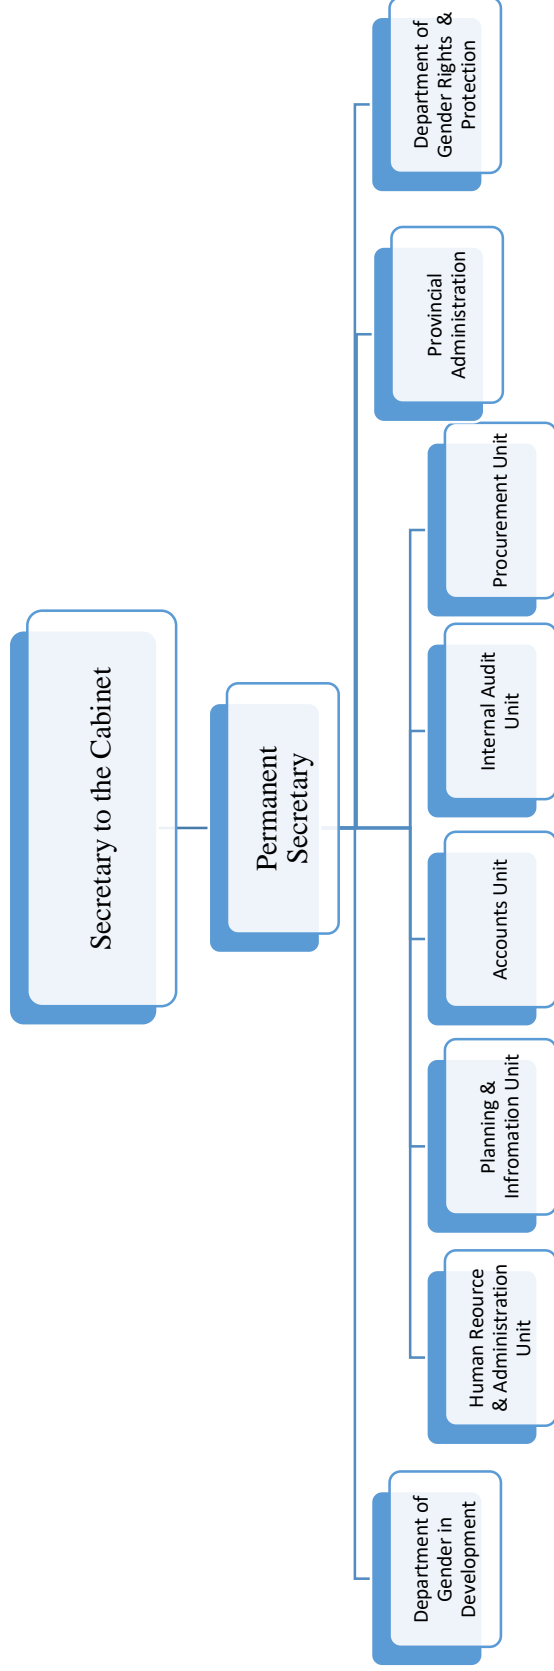 Secretary to the Cabinet
Permanent
Secretary
Department of
Gender in
Development
Human Reource
& Administration
Unit
Planning &
Infromation Unit
Accounts Unit
Internal Audit
Unit
Procurement Unit
Provincial
Administration
Department of
Gender Rights &
Protection